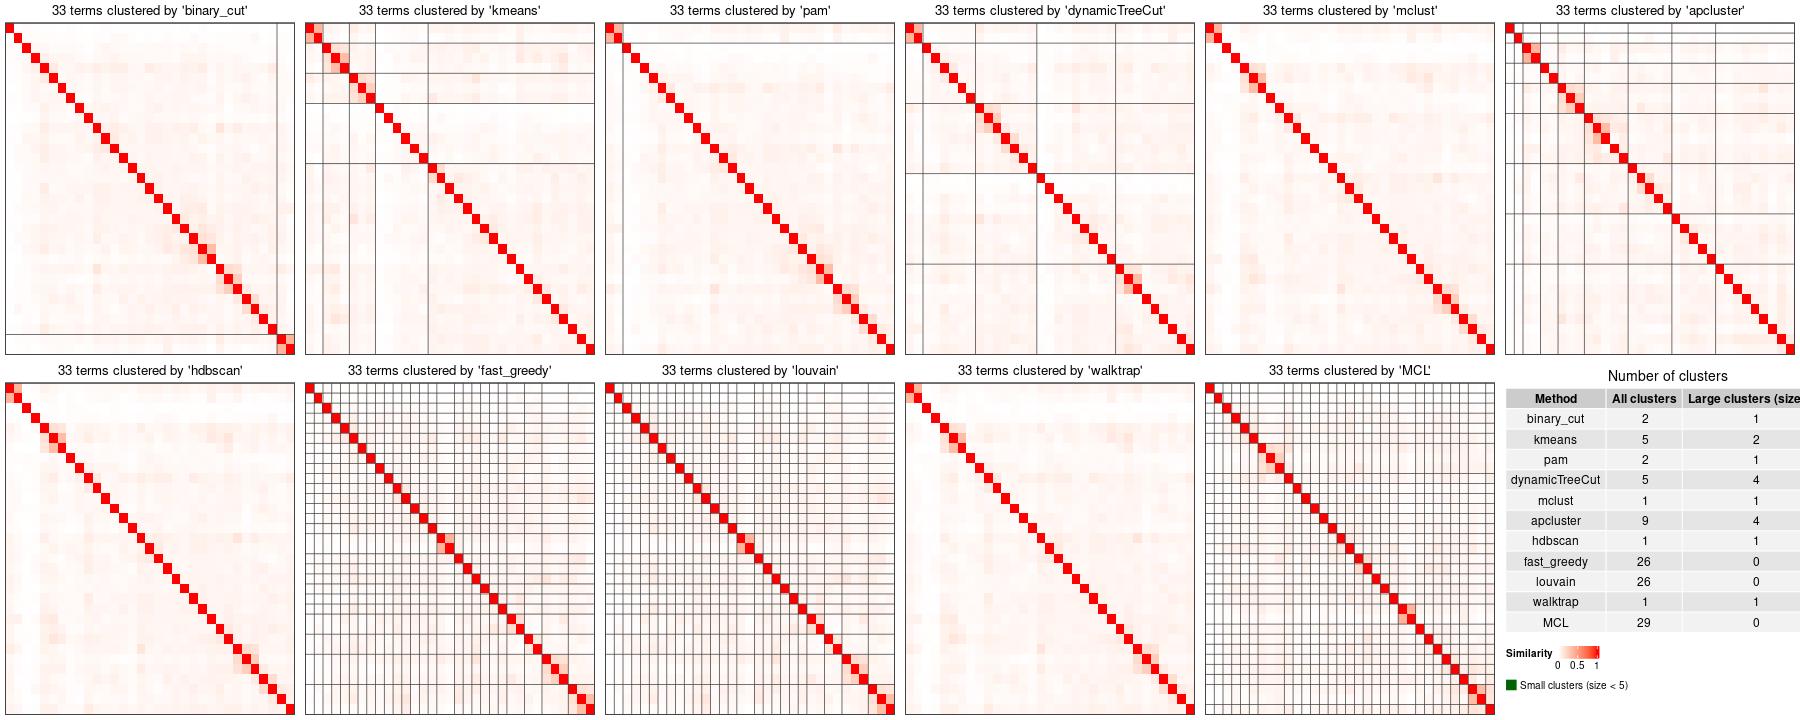 33 terms clustered by 'binary_cut'
33 terms clustered by 'kmeans'
33 terms clustered by 'pam'
33 terms clustered by 'dynamicTreeCut'
33 terms clustered by 'mclust'
33 terms clustered by 'apcluster'
33 terms clustered by 'hdbscan'
33 terms clustered by 'fast_greedy'
33 terms clustered by 'louvain'
33 terms clustered by 'walktrap'
33 terms clustered by 'MCL'
Number of clusters
Method All clusters Large clusters (size
binary_cut 2 1
kmeans 5 2
pam 2 1
dynamicTreeCut 5 4
mclust 1 1
apcluster 9 4
hdbscan 1 1
fast_greedy 26 0
louvain 26 0
walktrap 1 1
MCL 29 0
Similarity
0 0.5 1
Small clusters (size < 5)